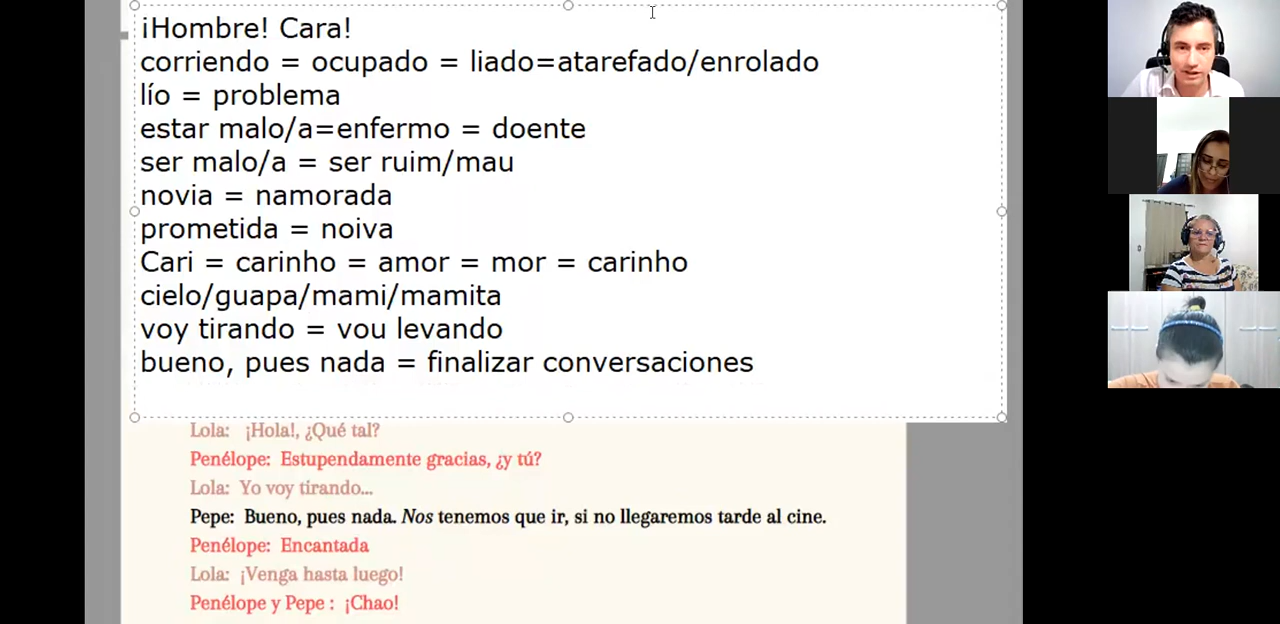 ¡Hombre! Cara!
corriendo = ocupado = liado=atarefado/enrolado
lío = problema
estar malo/a=enfermo = doente
ser malo/a = ser ruim/mau
novia = namorada
prometida = noiva
Cari = carinho = amor = mor = carinho
cielo/guapa/mami/mamita
voy tirando = vou levando
bueno, pues nada = finalizar conversaciones
Lola: ¡Hola!, ¿Qué tal?
Penélope: Estupendamente gracias, ¿y tú?
Lola: Yo voy tirando...
Pepe: Bueno, pues nada. Nos tenemos que ir, si no llegaremos tarde al cine.
Penélope: Encantada
Lola: ¡Venga hasta luego!
Penélope y Pepe : ¡Chao!